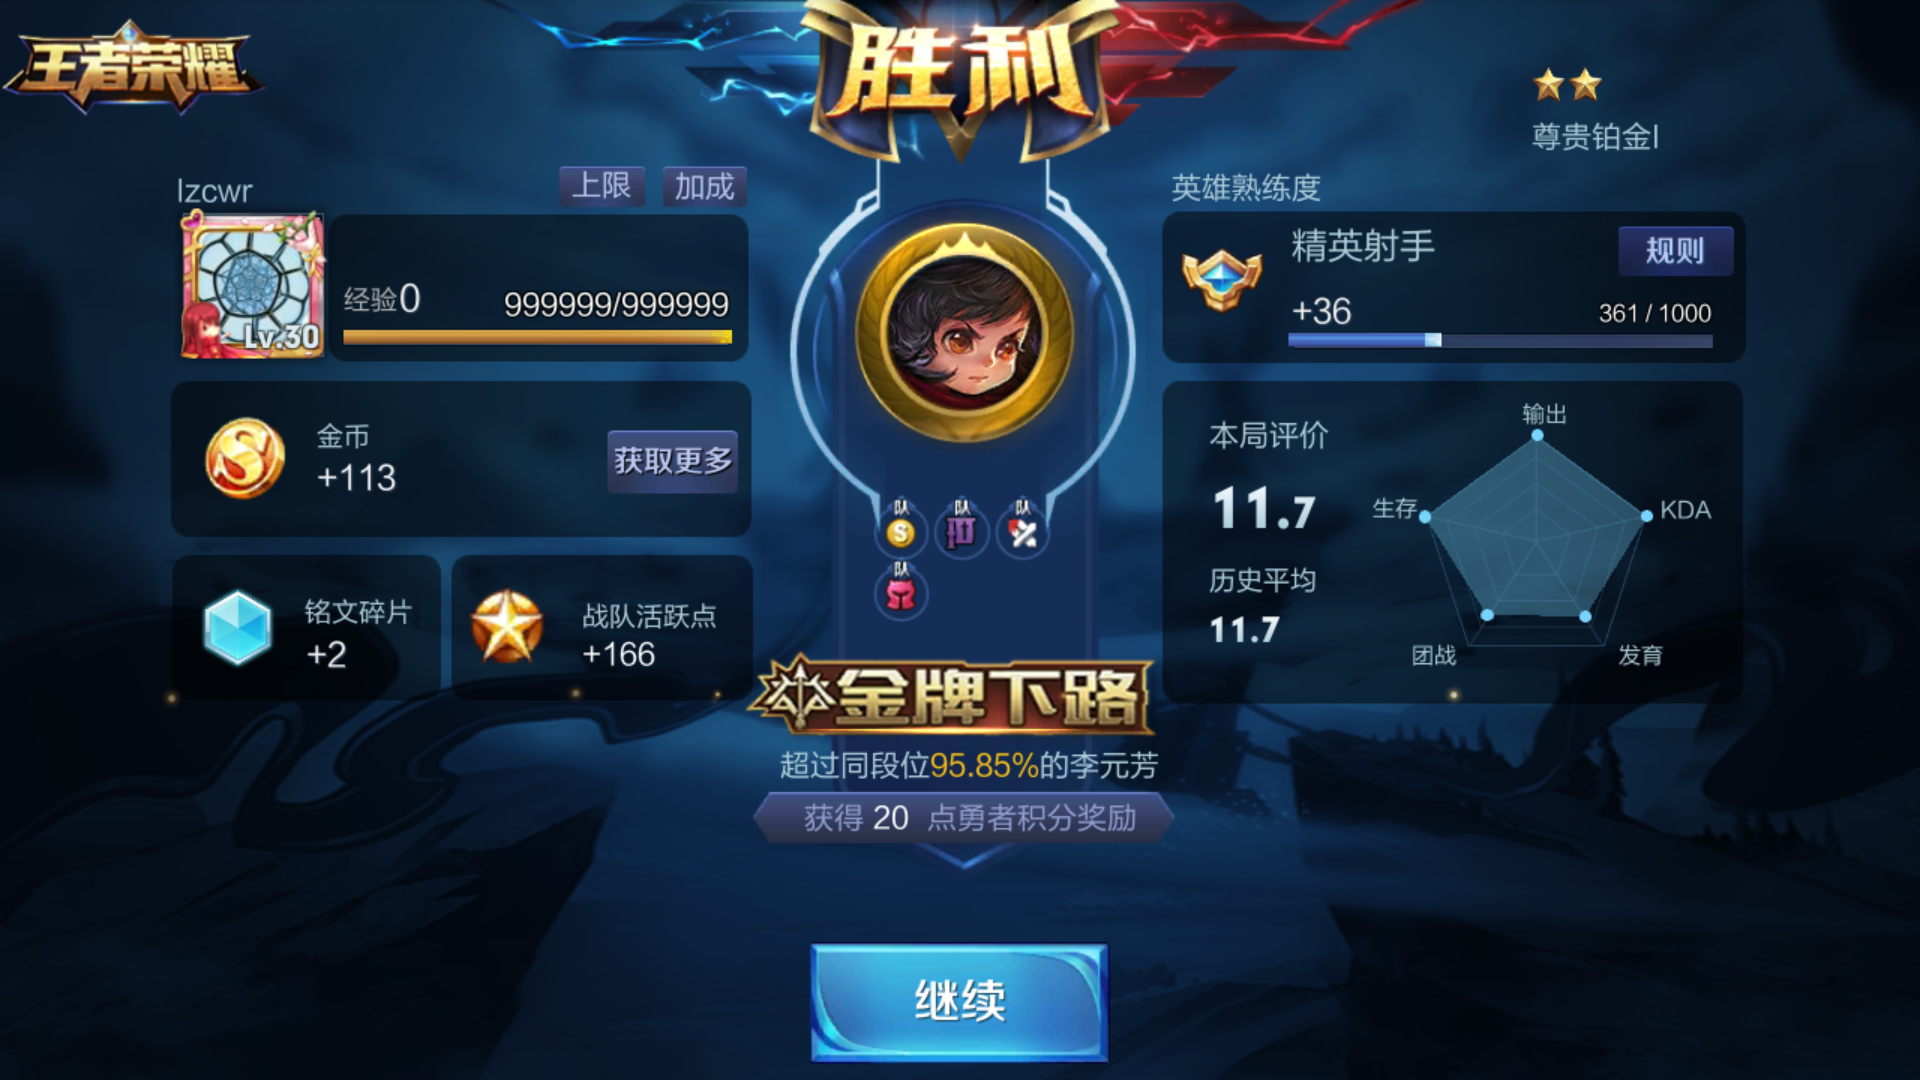 王者荣耀
胜利
尊贵铂金I
lzcwr
上限
加成
Lv.30
经验0
999999/999999
金币
+113
获取更多
铭文碎片
+2
战队活跃点
+166
S
队
队
队
S
队
金牌下路
超过同段位95.85%的李元芳
获得 20 点勇者积分奖励
英雄熟练度
精英射手
规则
+36
361 / 1000
本局评价
11.7
历史平均
11.7
输出
生存
KDA
团战
发育
继续